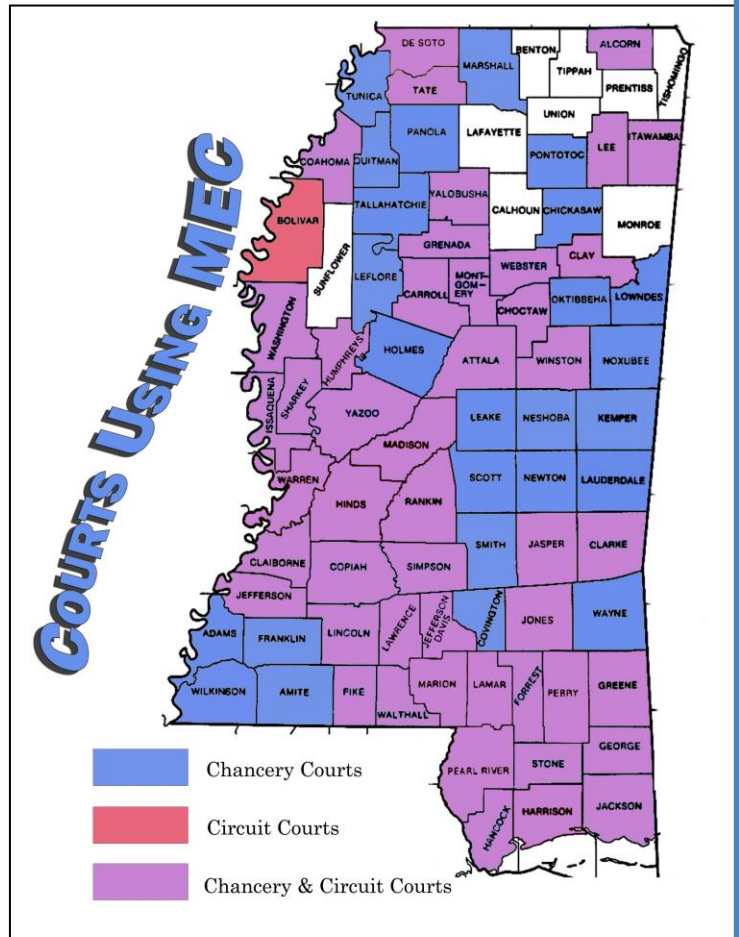 COURTS USING MEC
DE SOTO
MARSHALL
BENTON
TIPPAH
ALCORN
TISHOMINGO
PRENTISS
TUNICA
TATE
UNION
PANOLA
LAFAYETTE
PONTOTOC
LEE
ITAWAMBA
COAHOMA
QUITMAN
YALOBUSHA
TALLAHATCHIE
CALHOUN
CHICKASAW
MONROE
BOLIVAR
SUNFLOWER
GRENADA
LEFLORE
CARROLL
MONT-
GOM-
ERY
WEBSTER
CLAY
CHOCTAW
OKTIBBEHA
LOWNDES
WASHINGTON
HUMPHREYS
HOLMES
ATTALA
WINSTON
NOXUBEE
ISSAQUENA
SHARKEY
YAZOO
LEAKE
NESHOBA
KEMPER
MADISON
WARREN
HINDS
RANKIN
SCOTT
NEWTON
LAUDERDALE
CLAIBORNE
COPIAH
SIMPSON
SMITH
JASPER
CLARKE
JEFFERSON
ADAMS
FRANKLIN
LINCOLN
LAWRENCE
JEFFERSON
DAVIS
COVINGTON
JONES
WAYNE
WILKINSON
AMITE
PIKE
WALTHALL
MARION
LAMAR
FORREST
PERRY
GREENE
PEARL RIVER
STONE
GEORGE
HANCOCK
HARRISON
JACKSON
Chancery Courts
Circuit Courts
Chancery & Circuit Courts